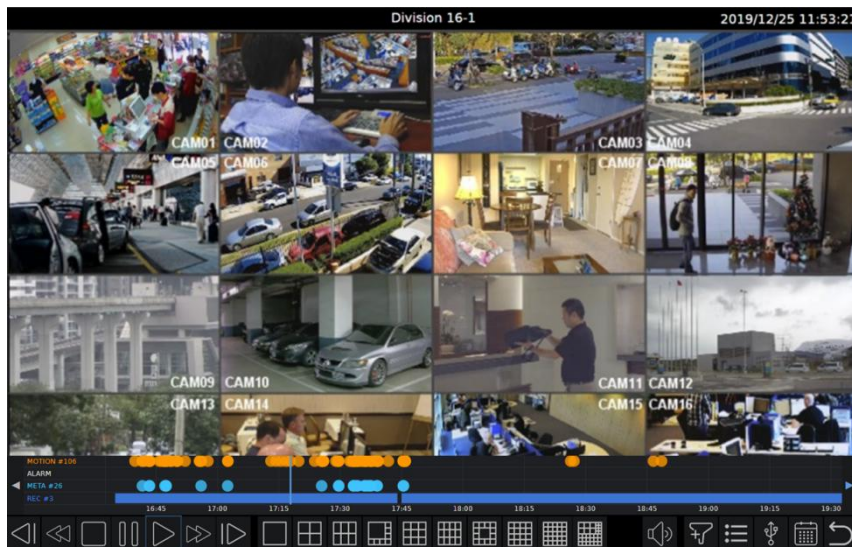 Division 16-1 2019/12/25 11:53:21
CAM01 CAM02 CAM03 CAM04
CAM05 CAM06 CAM07 CAM08
CAM09 CAM10 CAM11 CAM12
CAM13 CAM14 CAM15 CAM16
MOTION #106
ALARM
META #26
REC #3
16:45 17:00 17:15 17:30 17:45 18:00 18:15 18:30 18:45 19:00 19:15 19:30